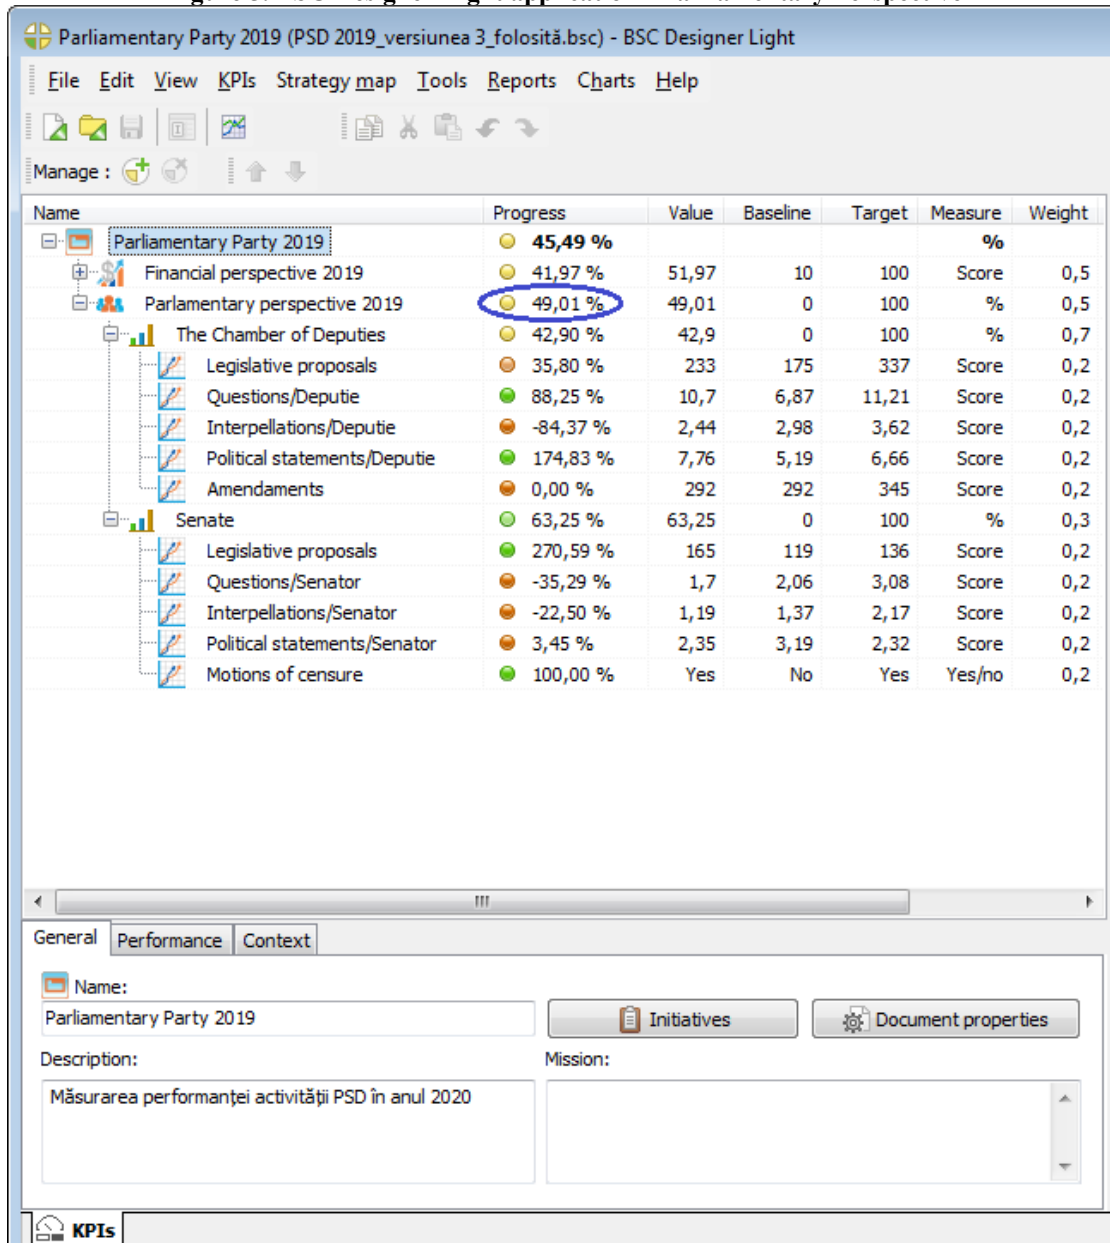 Parliamentary Party 2019 (PSD 2019_versiunea 3_folosită.bsc) - BSC Designer Light
File Edit View KPIs Strategy map Tools Reports Charts Help
Manage :
Name Progress Value Baseline Target Measure Weight
Parliamentary Party 2019 45,49 % %
Financial perspective 2019 41,97 % 51,97 10 100 Score 0,5
Parlamentary perspective 2019 49,01 % 49,01 0 100 % 0,5
The Chamber of Deputies 42,90 % 42,9 0 100 % 0,7
Legislative proposals 35,80 % 233 175 337 Score 0,2
Questions/Deputie 88,25 % 10,7 6,87 11,21 Score 0,2
Interpellations/Deputie -84,37 % 2,44 2,98 3,62 Score 0,2
Political statements/Deputie 174,83 % 7,76 5,19 6,66 Score 0,2
Amendaments 0,00 % 292 292 345 Score 0,2
Senate 63,25 % 63,25 0 100 % 0,3
Legislative proposals 270,59 % 165 119 136 Score 0,2
Questions/Senator -35,29 % 1,7 2,06 3,08 Score 0,2
Interpellations/Senator -22,50 % 1,19 1,37 2,17 Score 0,2
Political statements/Senator 3,45 % 2,35 3,19 2,32 Score 0,2
Motions of censure 100,00 % Yes No Yes Yes/no 0,2
General Performance Context
Name:
Parliamentary Party 2019 Initiatives Document properties
Description: Mission:
Măsurarea performanței activității PSD în anul 2020
KPIs